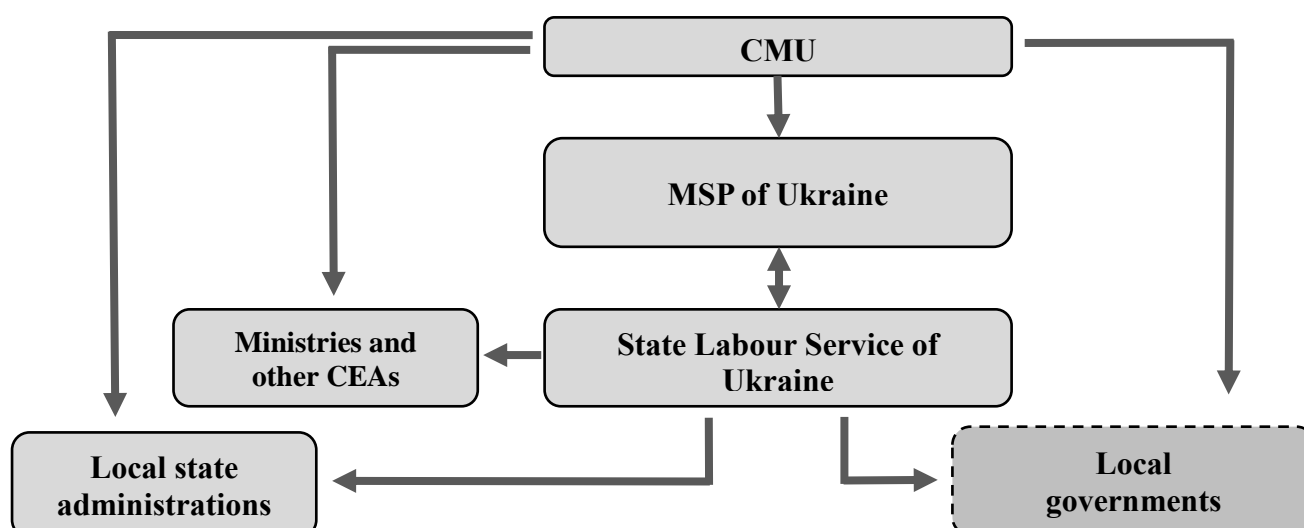 CMU
MSP of Ukraine
Ministries and
other CEAs
State Labour Service of
Ukraine
Local state
administrations
Local
governments